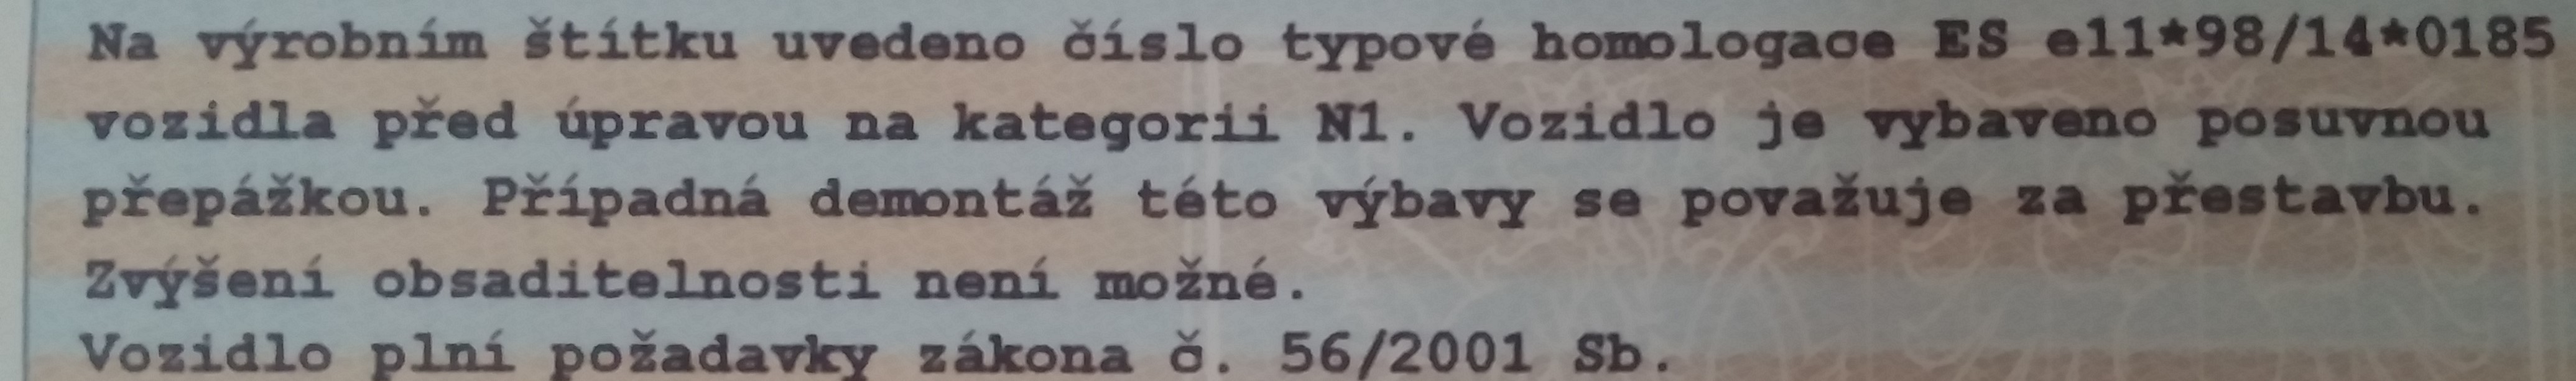 Na výrobním štítku uvedeno číslo typové homologace ES e11*98/14*0185
vozidla před úpravou na kategorii N1. Vozidlo je vybaveno posuvnou
přepážkou. Případná demontáž této výbavy se považuje za přestavbu.
Zvýšení obsaditelnosti není možné.
Vozidlo plní požadavky zákona č. 56/2001 Sb.